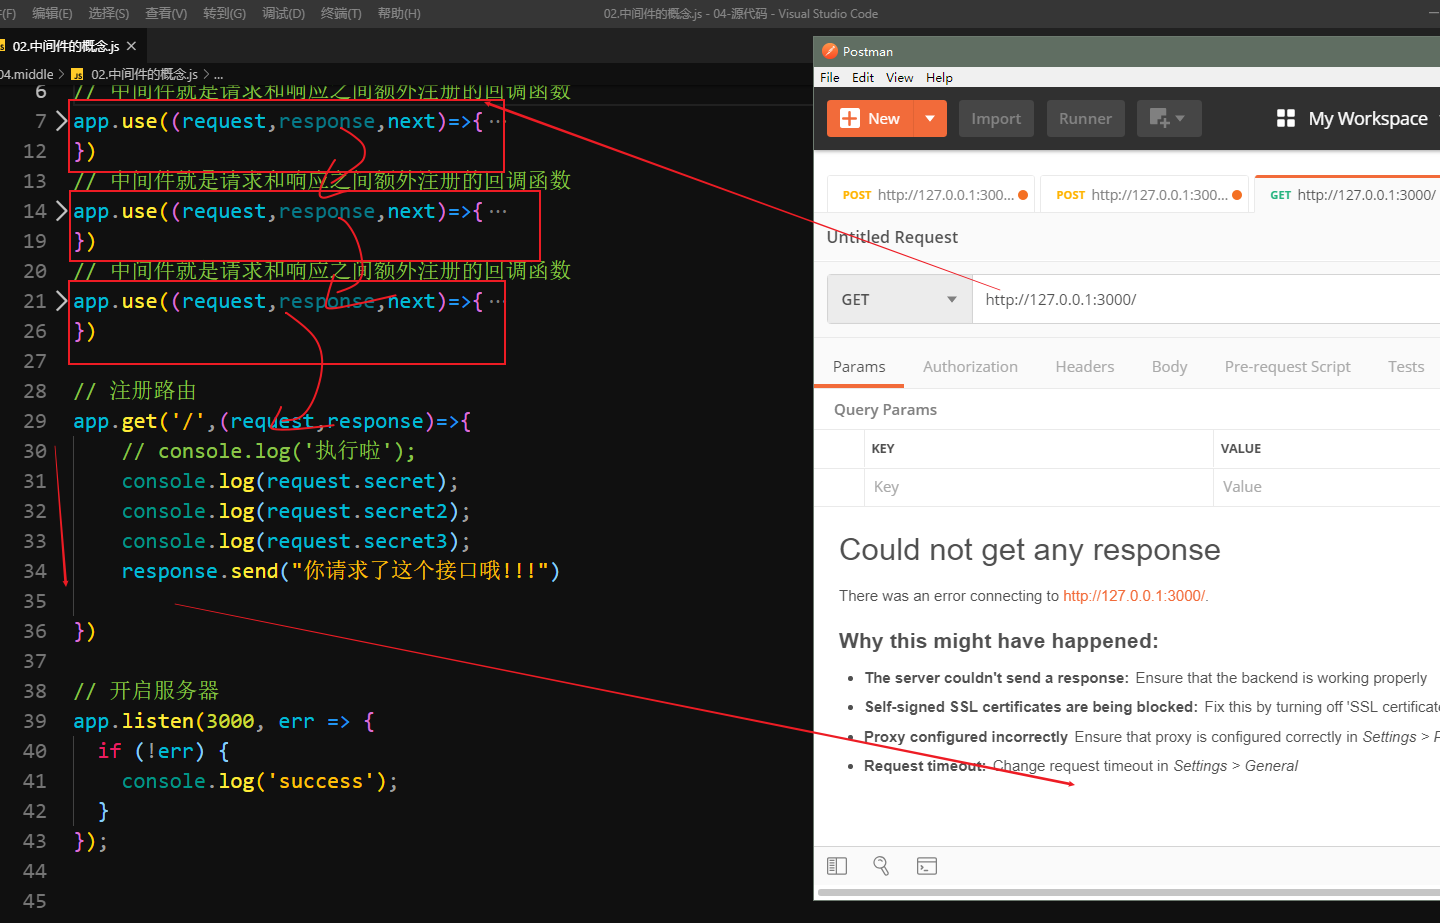 (F) 编辑(E) 选择(S) 查看(V) 转到(G) 调试(D) 终端(T) 帮助(H) 02.中间件的概念.js - 04-源代码 - Visual Studio Code
02.中间件的概念.js ×
04.middle > 02.中间件的概念.js > ...
6 // 中间件就是请求和响应之间额外注册的回调函数
7 app.use((request,response,next)=>{ ...
12 })
13 // 中间件就是请求和响应之间额外注册的回调函数
14 app.use((request,response,next)=>{ ...
19 })
20 // 中间件就是请求和响应之间额外注册的回调函数
21 app.use((request,response,next)=>{ ...
26 })
27
28 // 注册路由
29 app.get('/',(request,response)=>{
30 // console.log('执行啦');
31 console.log(request.secret);
32 console.log(request.secret2);
33 console.log(request.secret3);
34 response.send("你请求了这个接口哦!!!")
35
36 })
37
38 // 开启服务器
39 app.listen(3000, err => {
40 if (!err) {
41 console.log('success');
42 }
43 });
44
45
Postman
File Edit View Help
New Import Runner My Workspace
POST http://127.0.0.1:300... POST http://127.0.0.1:300... GET http://127.0.0.1:3000/
Untitled Request
GET http://127.0.0.1:3000/
Params Authorization Headers Body Pre-request Script Tests
Query Params
KEY VALUE
Key Value
Could not get any response
There was an error connecting to http://127.0.0.1:3000/.
Why this might have happened:
The server couldn't send a response: Ensure that the backend is working properly
Self-signed SSL certificates are being blocked: Fix this by turning off 'SSL certificate
Proxy configured incorrectly Ensure that proxy is configured correctly in Settings > P
Request timeout: Change request timeout in Settings > General